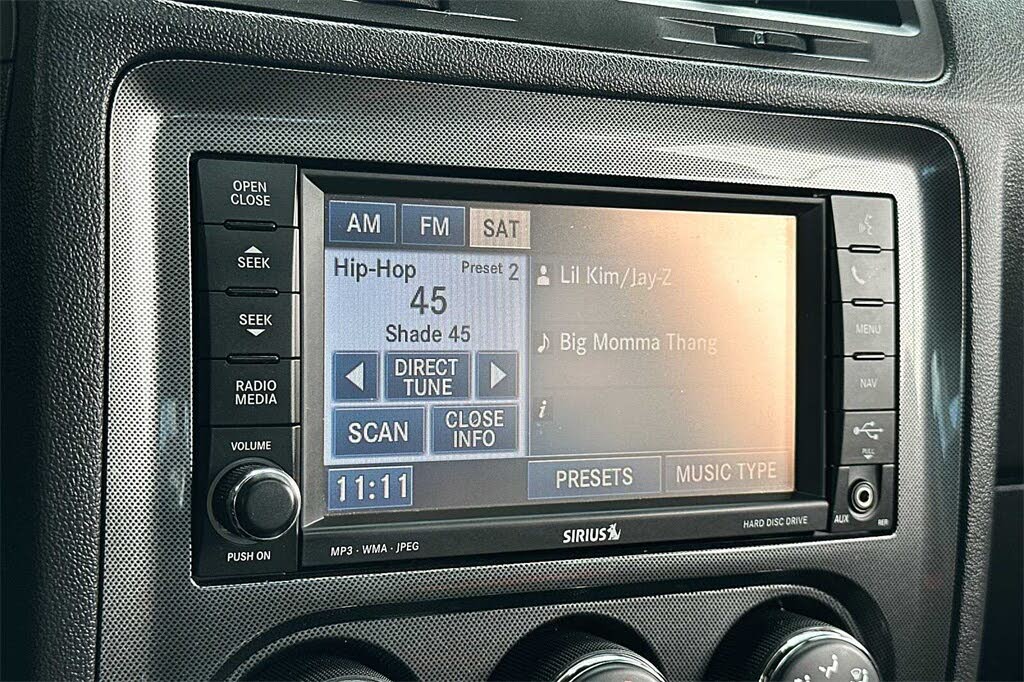 OPEN
CLOSE
SEEK
SEEK
RADIO
MEDIA
VOLUME
PUSH ON
AM FM SAT
Hip-Hop Preset 2
45
Shade 45
DIRECT
TUNE
SCAN
CLOSE
INFO
11:11
Lil Kim/Jay-Z
Big Momma Thang
i
PRESETS MUSIC TYPE
MP3 · WMA · JPEG
SIRIUS
HARD DISC DRIVE
MENU
NAV
PULL
AUX
RER